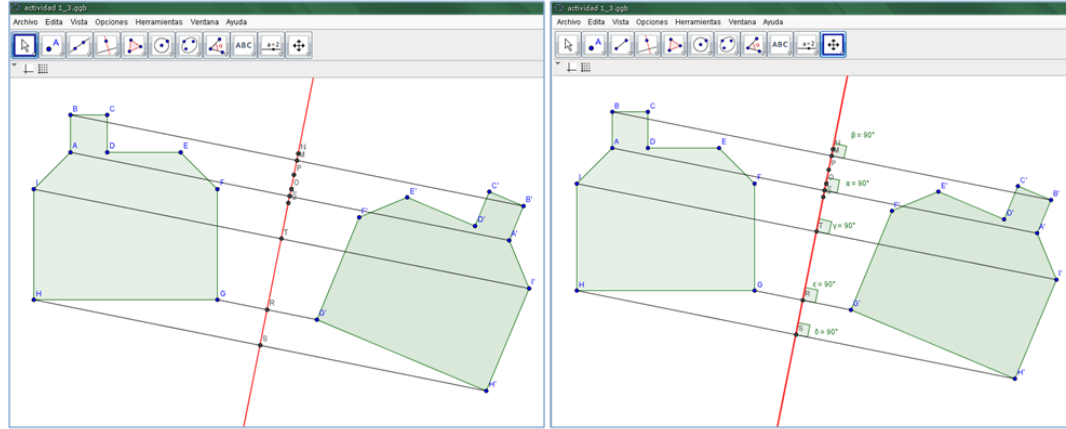 actividad 1_3.ggb
Archivo Edita Vista Opciones Herramientas Ventana Ayuda
A
α
ABC
a=2
B
C
A
D
E
I
F
N
M
P
O
T
H
G
R
S
C'
E'
B'
F'
D'
A'
I'
G'
H'
actividad 1_3.ggb
Archivo Edita Vista Opciones Herramientas Ventana Ayuda
A
α
ABC
a=2
B
C
A
D
E
I
F
N
M
P
β = 90°
α = 90°
T
γ = 90°
H
G
R
ε = 90°
S
δ = 90°
C'
E'
B'
F'
D'
A'
I'
G'
H'